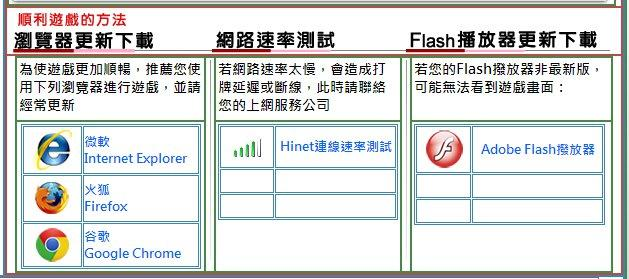 順利遊戲的方法
瀏覽器更新下載
網路速率測試
Flash播放器更新下載
為使遊戲更加順暢，推薦您使
用下列瀏覽器進行遊戲，並請
經常更新
微軟
Internet Explorer
火狐
Firefox
谷歌
Google Chrome
若網路速率太慢，會造成打
牌延遲或斷線，此時請聯絡
您的上網服務公司
Hinet連線速率測試
若您的Flash撥放器非最新版，
可能無法看到遊戲畫面：
Adobe Flash撥放器